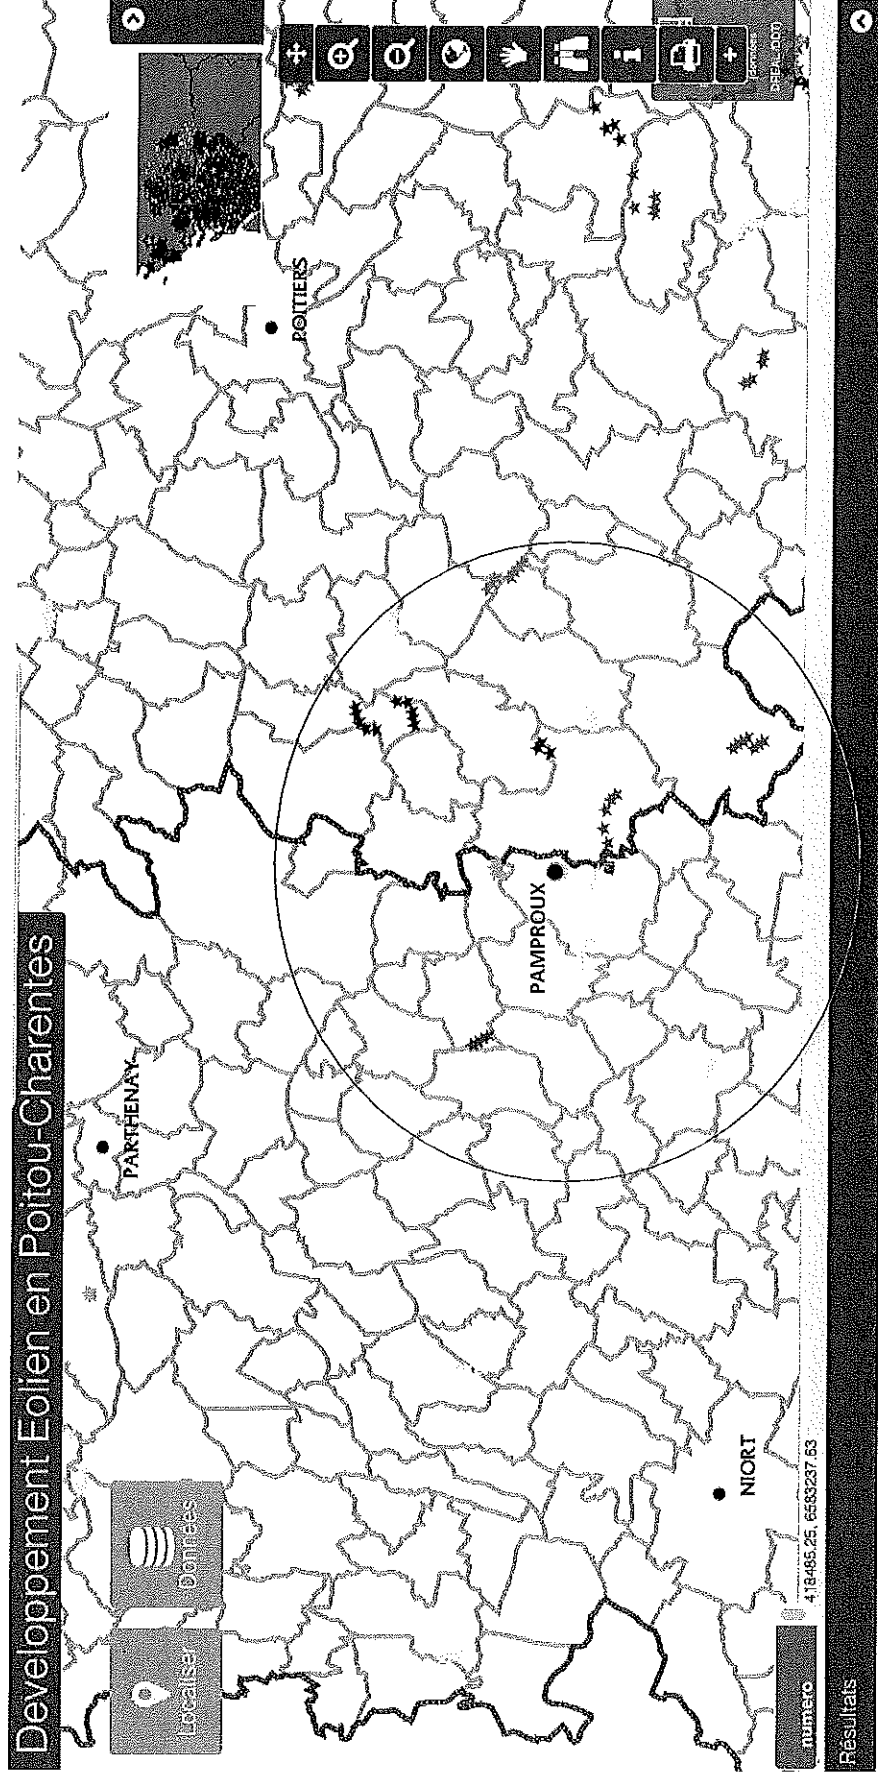 Developpement Eolien en Poitou-Charentes
Localiser
Données
PARTHENAY
POITIERS
PAMPROUX
NIORT
418485.25, 6583237.63
numero
Résultats